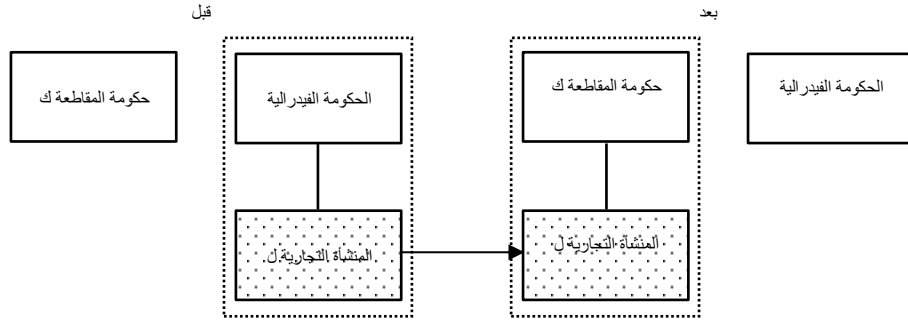 قبل
بعد
حكومة المقاطعة ك
الحكومة الفيدرالية
حكومة المقاطعة ك
الحكومة الفيدرالية
المنشأة التجارية ل
المنشأة التجارية ل